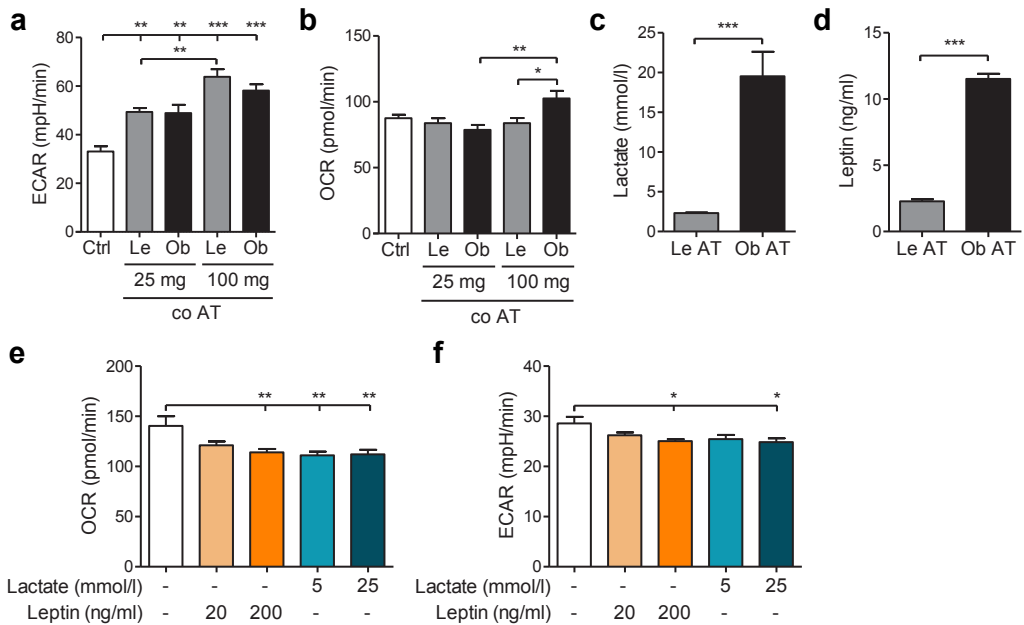 a
** ** *** ***
**
80
60
40
20
0
ECAR (mpH/min)
Ctrl Le Ob Le Ob
25 mg 100 mg
co AT
b
**
*
150
100
50
0
OCR (pmol/min)
Ctrl Le Ob Le Ob
25 mg 100 mg
co AT
c
***
25
20
15
10
5
0
Lactate (mmol/l)
Le AT Ob AT
d
***
15
10
5
0
Leptin (ng/ml)
Le AT Ob AT
e
** ** **
200
150
100
50
0
OCR (pmol/min)
Lactate (mmol/l) - - - 5 25
Leptin (ng/ml) - 20 200 - -
f
* *
40
30
20
10
0
ECAR (mpH/min)
Lactate (mmol/l) - - - 5 25
Leptin (ng/ml) - 20 200 - -